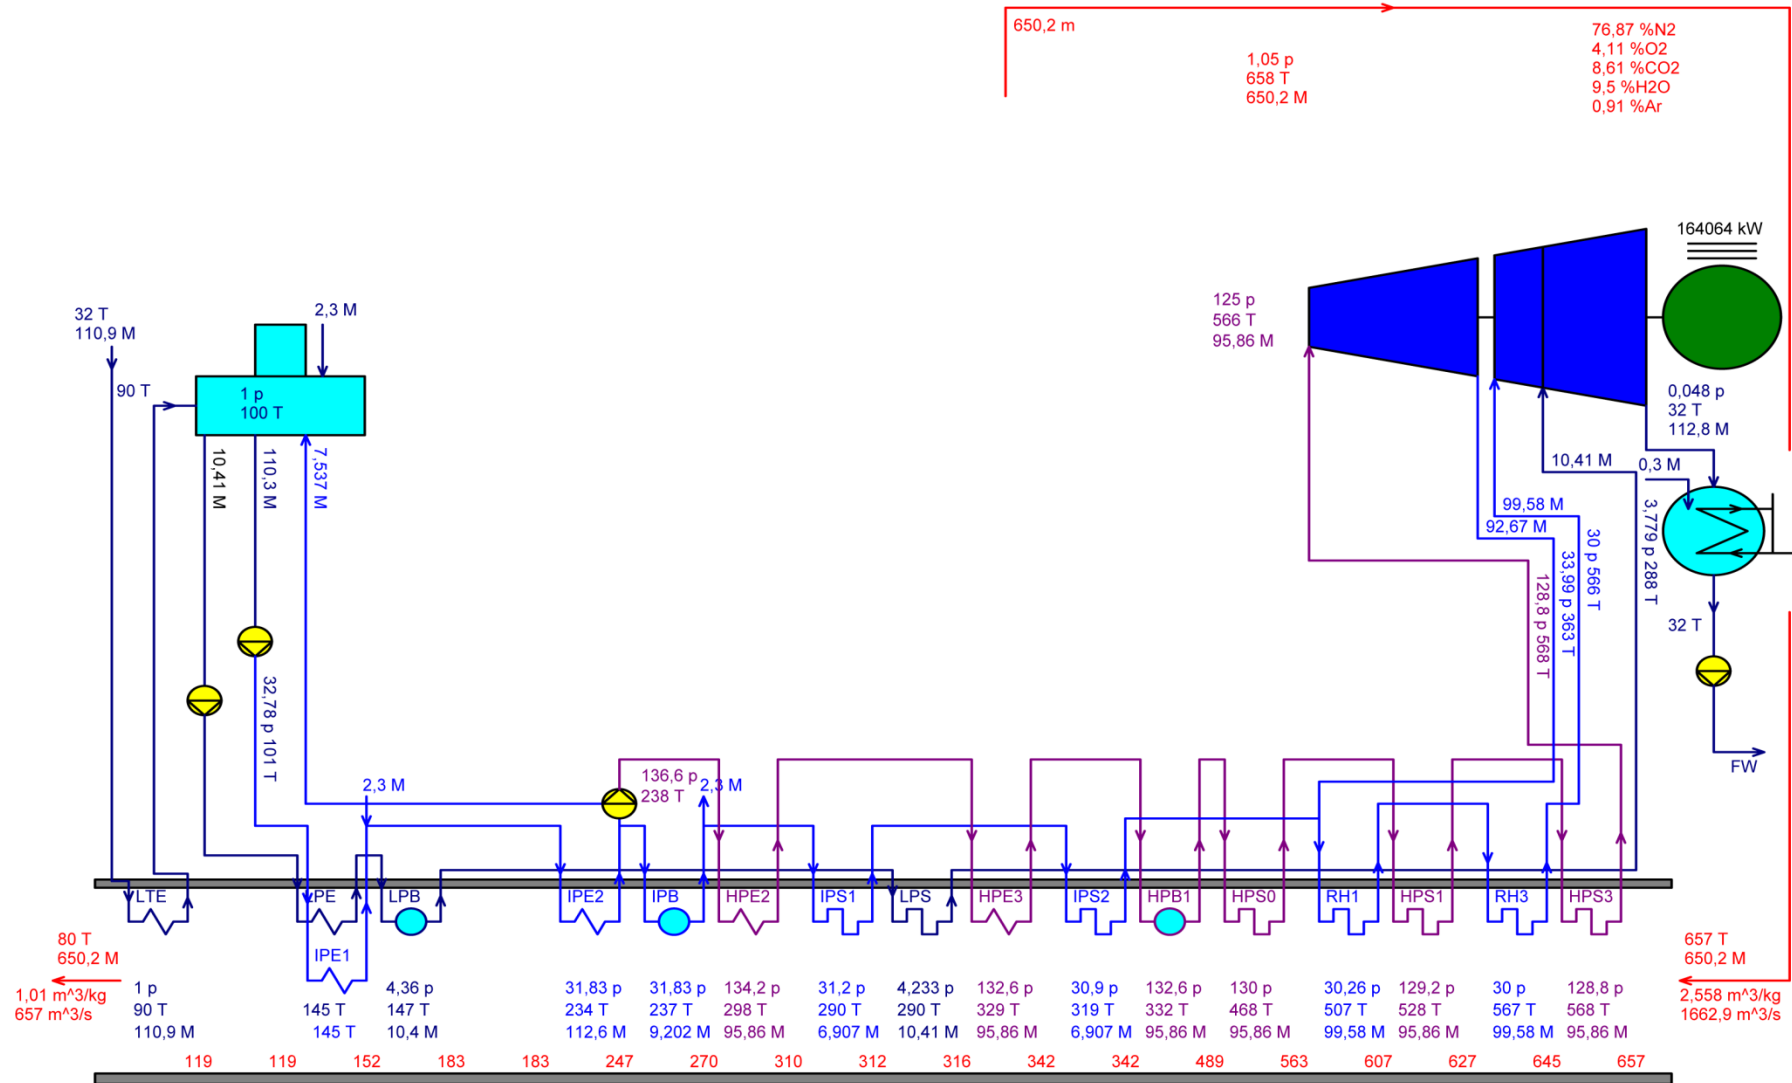 650,2 m
1,05 p
658 T
650,2 M
76,87 %N2
4,11 %O2
8,61 %CO2
9,5 %H2O
0,91 %Ar
164064 kW
32 T
110,9 M
90 T
2,3 M
1 p
100 T
125 p
566 T
95,86 M
0,048 p
32 T
112,8 M
10,41 M
110,3 M
7,537 M
32,78 p 101 T
10,41 M
0,3 M
99,58 M
92,67 M
3,779 p 288 T
30 p 566 T
33,99 p 363 T
128,8 p 568 T
32 T
FW
2,3 M
136,6 p
238 T
2,3 M
LTE
PE
LPB
IPE2
IPB
HPE2
IPS1
LPS
HPE3
IPS2
HPB1
HPS0
RH1
HPS1
RH3
HPS3
IPE1
80 T
650,2 M
1,01 m^3/kg
657 m^3/s
657 T
650,2 M
2,558 m^3/kg
1662,9 m^3/s
1 p
90 T
110,9 M
145 T
145 T
4,36 p
147 T
10,4 M
31,83 p
234 T
112,6 M
31,83 p
237 T
9,202 M
134,2 p
298 T
95,86 M
31,2 p
290 T
6,907 M
4,233 p
290 T
10,41 M
132,6 p
329 T
95,86 M
30,9 p
319 T
6,907 M
132,6 p
332 T
95,86 M
130 p
468 T
95,86 M
30,26 p
507 T
99,58 M
129,2 p
528 T
95,86 M
30 p
567 T
99,58 M
128,8 p
568 T
95,86 M
119 119 152 183 183 247 270 310 312 316 342 342 489 563 607 627 645 657